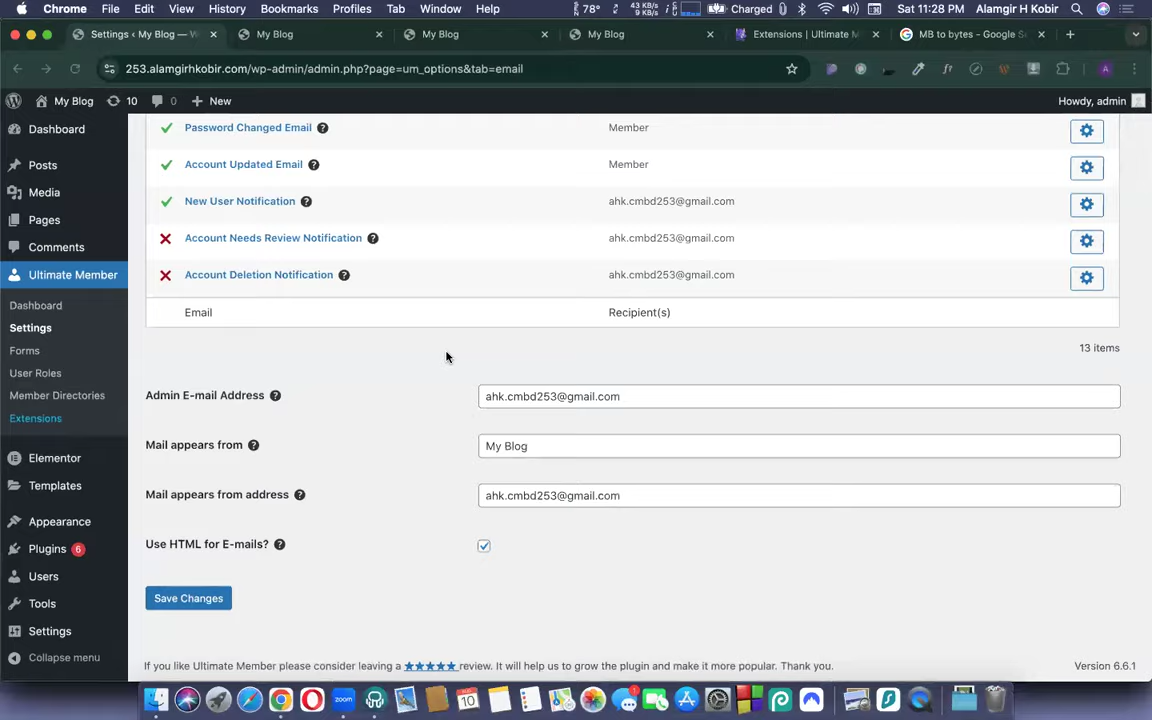 Chrome File Edit View History Bookmarks Profiles Tab Window Help 78° 43 KB/s 9 KB/s Charged Sat 11:28 PM Alamgir H Kobir
Settings ‹ My Blog — W My Blog My Blog My Blog Extensions | Ultimate M MB to bytes - Google S
253.alamgirhkobir.com/wp-admin/admin.php?page=um_options&tab=email
My Blog 10 0 New Howdy, admin
Dashboard
Posts
Media
Pages
Comments
Ultimate Member
Dashboard
Settings
Forms
User Roles
Member Directories
Extensions
Elementor
Templates
Appearance
Plugins 6
Users
Tools
Settings
Collapse menu
Password Changed Email Member
Account Updated Email Member
New User Notification ahk.cmbd253@gmail.com
Account Needs Review Notification ahk.cmbd253@gmail.com
Account Deletion Notification ahk.cmbd253@gmail.com
Email Recipient(s)
13 items
Admin E-mail Address ahk.cmbd253@gmail.com
Mail appears from My Blog
Mail appears from address ahk.cmbd253@gmail.com
Use HTML for E-mails?
Save Changes
If you like Ultimate Member please consider leaving a ★★★★★ review. It will help us to grow the plugin and make it more popular. Thank you. Version 6.6.1
zoom
10
1